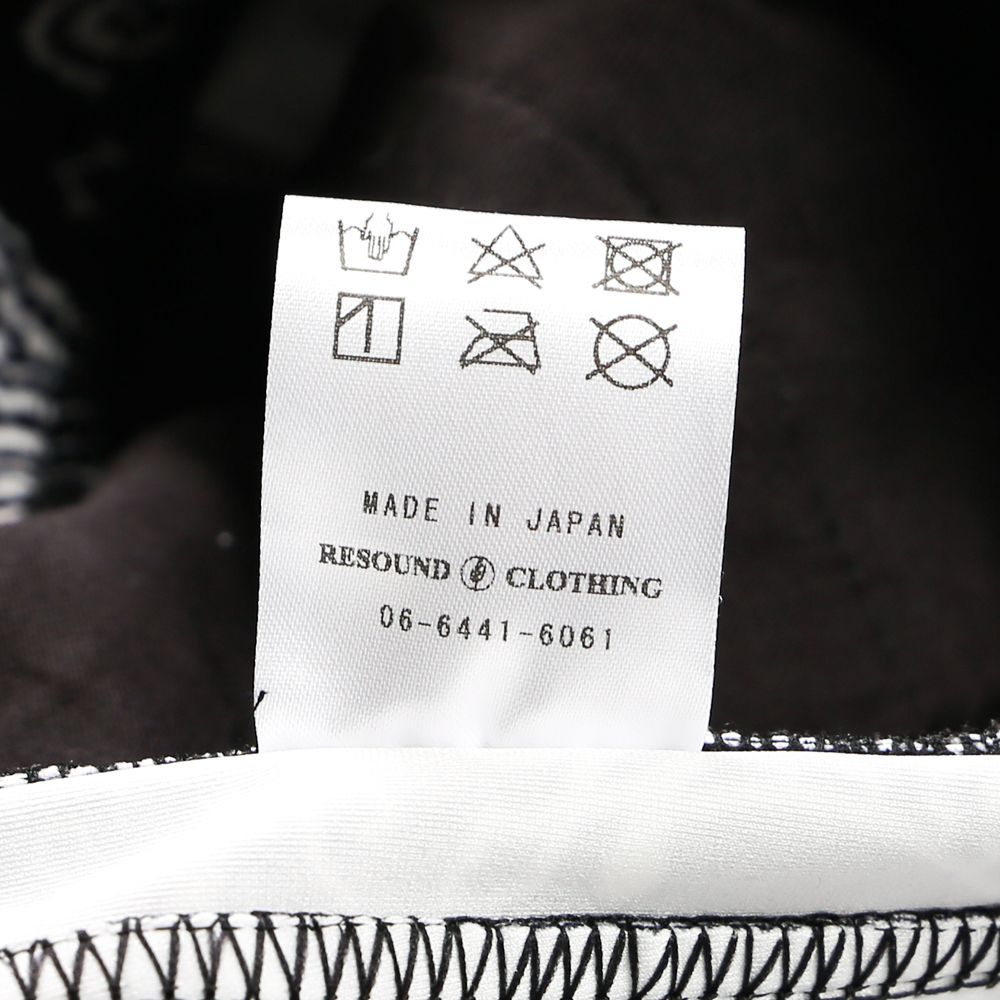 MADE IN JAPAN
RESOUND CLOTHING
06-6441-6061